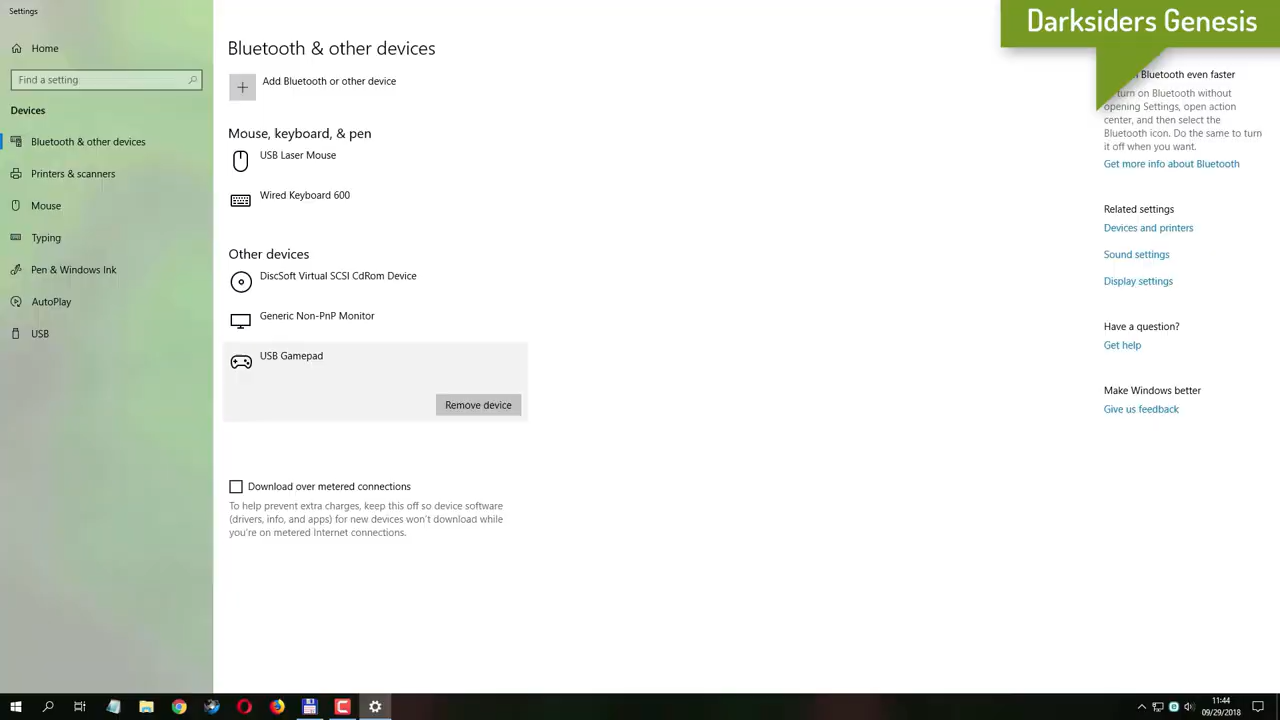 Settings
Home
Find a setting
Devices
Bluetooth & other devices
Printers & scanners
Mouse
Typing
Pen & Windows Ink
AutoPlay
USB
Bluetooth & other devices
Add Bluetooth or other device
Mouse, keyboard, & pen
USB Laser Mouse
Wired Keyboard 600
Other devices
DiscSoft Virtual SCSI CdRom Device
Generic Non-PnP Monitor
USB Gamepad
Remove device
Download over metered connections
To help prevent extra charges, keep this off so device software
(drivers, info, and apps) for new devices won't download while
you're on metered Internet connections.
Darksiders Genesis
Bluetooth even faster
turn on Bluetooth without
opening Settings, open action
center, and then select the
Bluetooth icon. Do the same to turn
it off when you want.
Get more info about Bluetooth
Related settings
Devices and printers
Sound settings
Display settings
Have a question?
Get help
Make Windows better
Give us feedback
11:44
09/29/2018